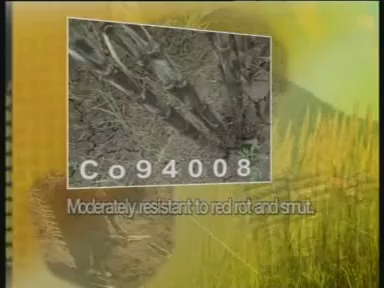 Co94008
Moderately resistant to red rot and smut.